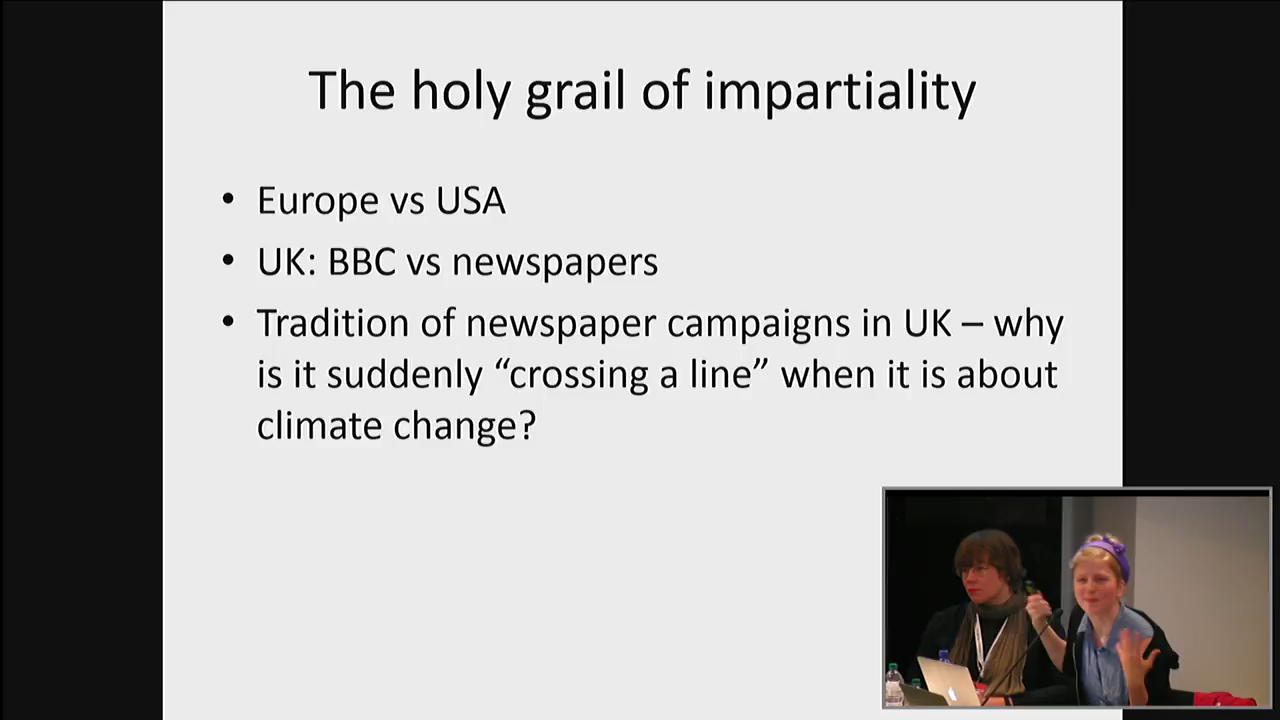 The holy grail of impartiality
• Europe vs USA
• UK: BBC vs newspapers
• Tradition of newspaper campaigns in UK – why
is it suddenly “crossing a line” when it is about
climate change?